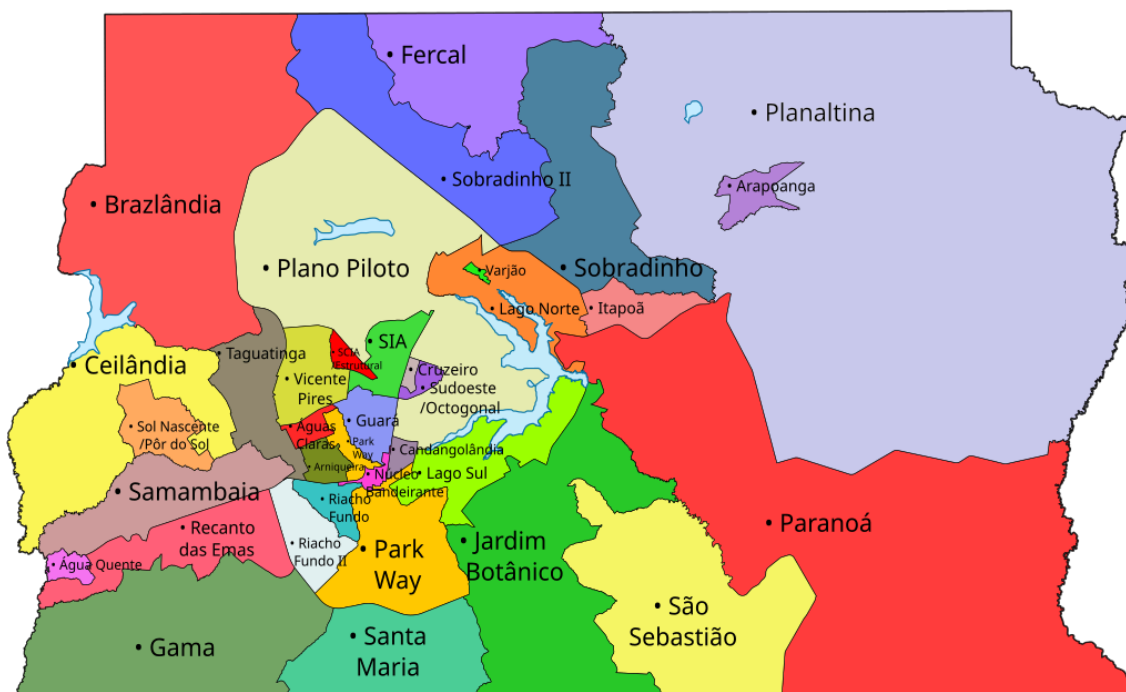 • Fercal
• Planaltina
• Sobradinho II
• Arapoanga
• Brazlândia
• Plano Piloto
• Sobradinho
• Varjão
• Lago Norte
• Itapoã
• SIA
• Taguatinga
• SCIA
/Estrutural
• Ceilândia
• Cruzeiro
• Vicente
Pires
• Sudoeste
/Octogonal
• Sol Nascente
/Pôr do Sol
• Águas
Claras
• Guará
• Park
Way
• Candangolândia
• Arniqueira
• Núcleo
Bandeirante
• Lago Sul
• Samambaia
• Riacho
Fundo
• Recanto
das Emas
• Paranoá
• Riacho
Fundo II
• Park
Way
• Jardim
Botânico
• Água Quente
• São
Sebastião
• Gama
• Santa
Maria